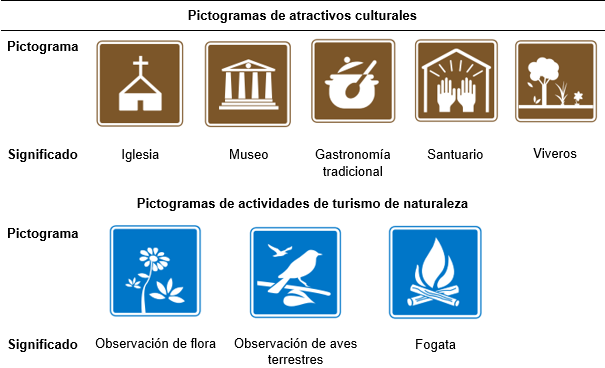 Pictogramas de atractivos culturales
Pictograma
Significado Iglesia Museo Gastronomía tradicional Santuario Viveros
Pictogramas de actividades de turismo de naturaleza
Pictograma
Significado Observación de flora Observación de aves terrestres Fogata